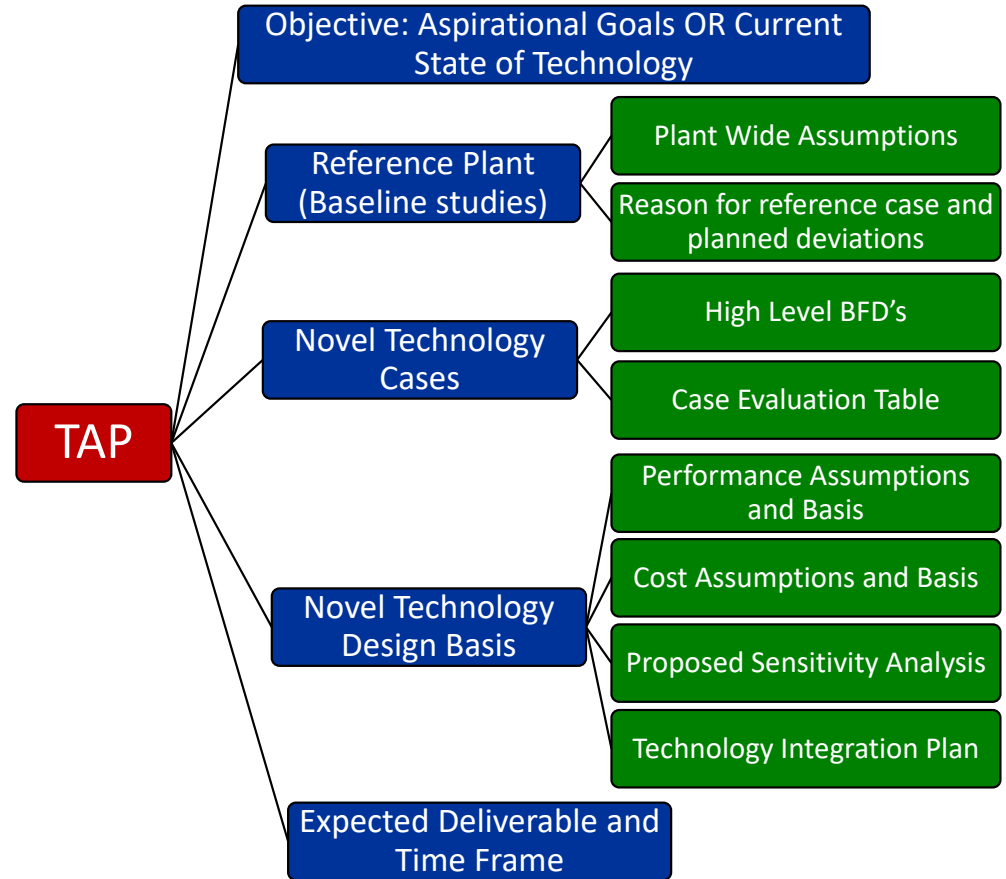 Objective: Aspirational Goals OR Current
State of Technology
Reference Plant
(Baseline studies)
Plant Wide Assumptions
Reason for reference case and
planned deviations
Novel Technology
Cases
High Level BFD’s
Case Evaluation Table
TAP
Novel Technology
Design Basis
Performance Assumptions
and Basis
Cost Assumptions and Basis
Proposed Sensitivity Analysis
Technology Integration Plan
Expected Deliverable and
Time Frame